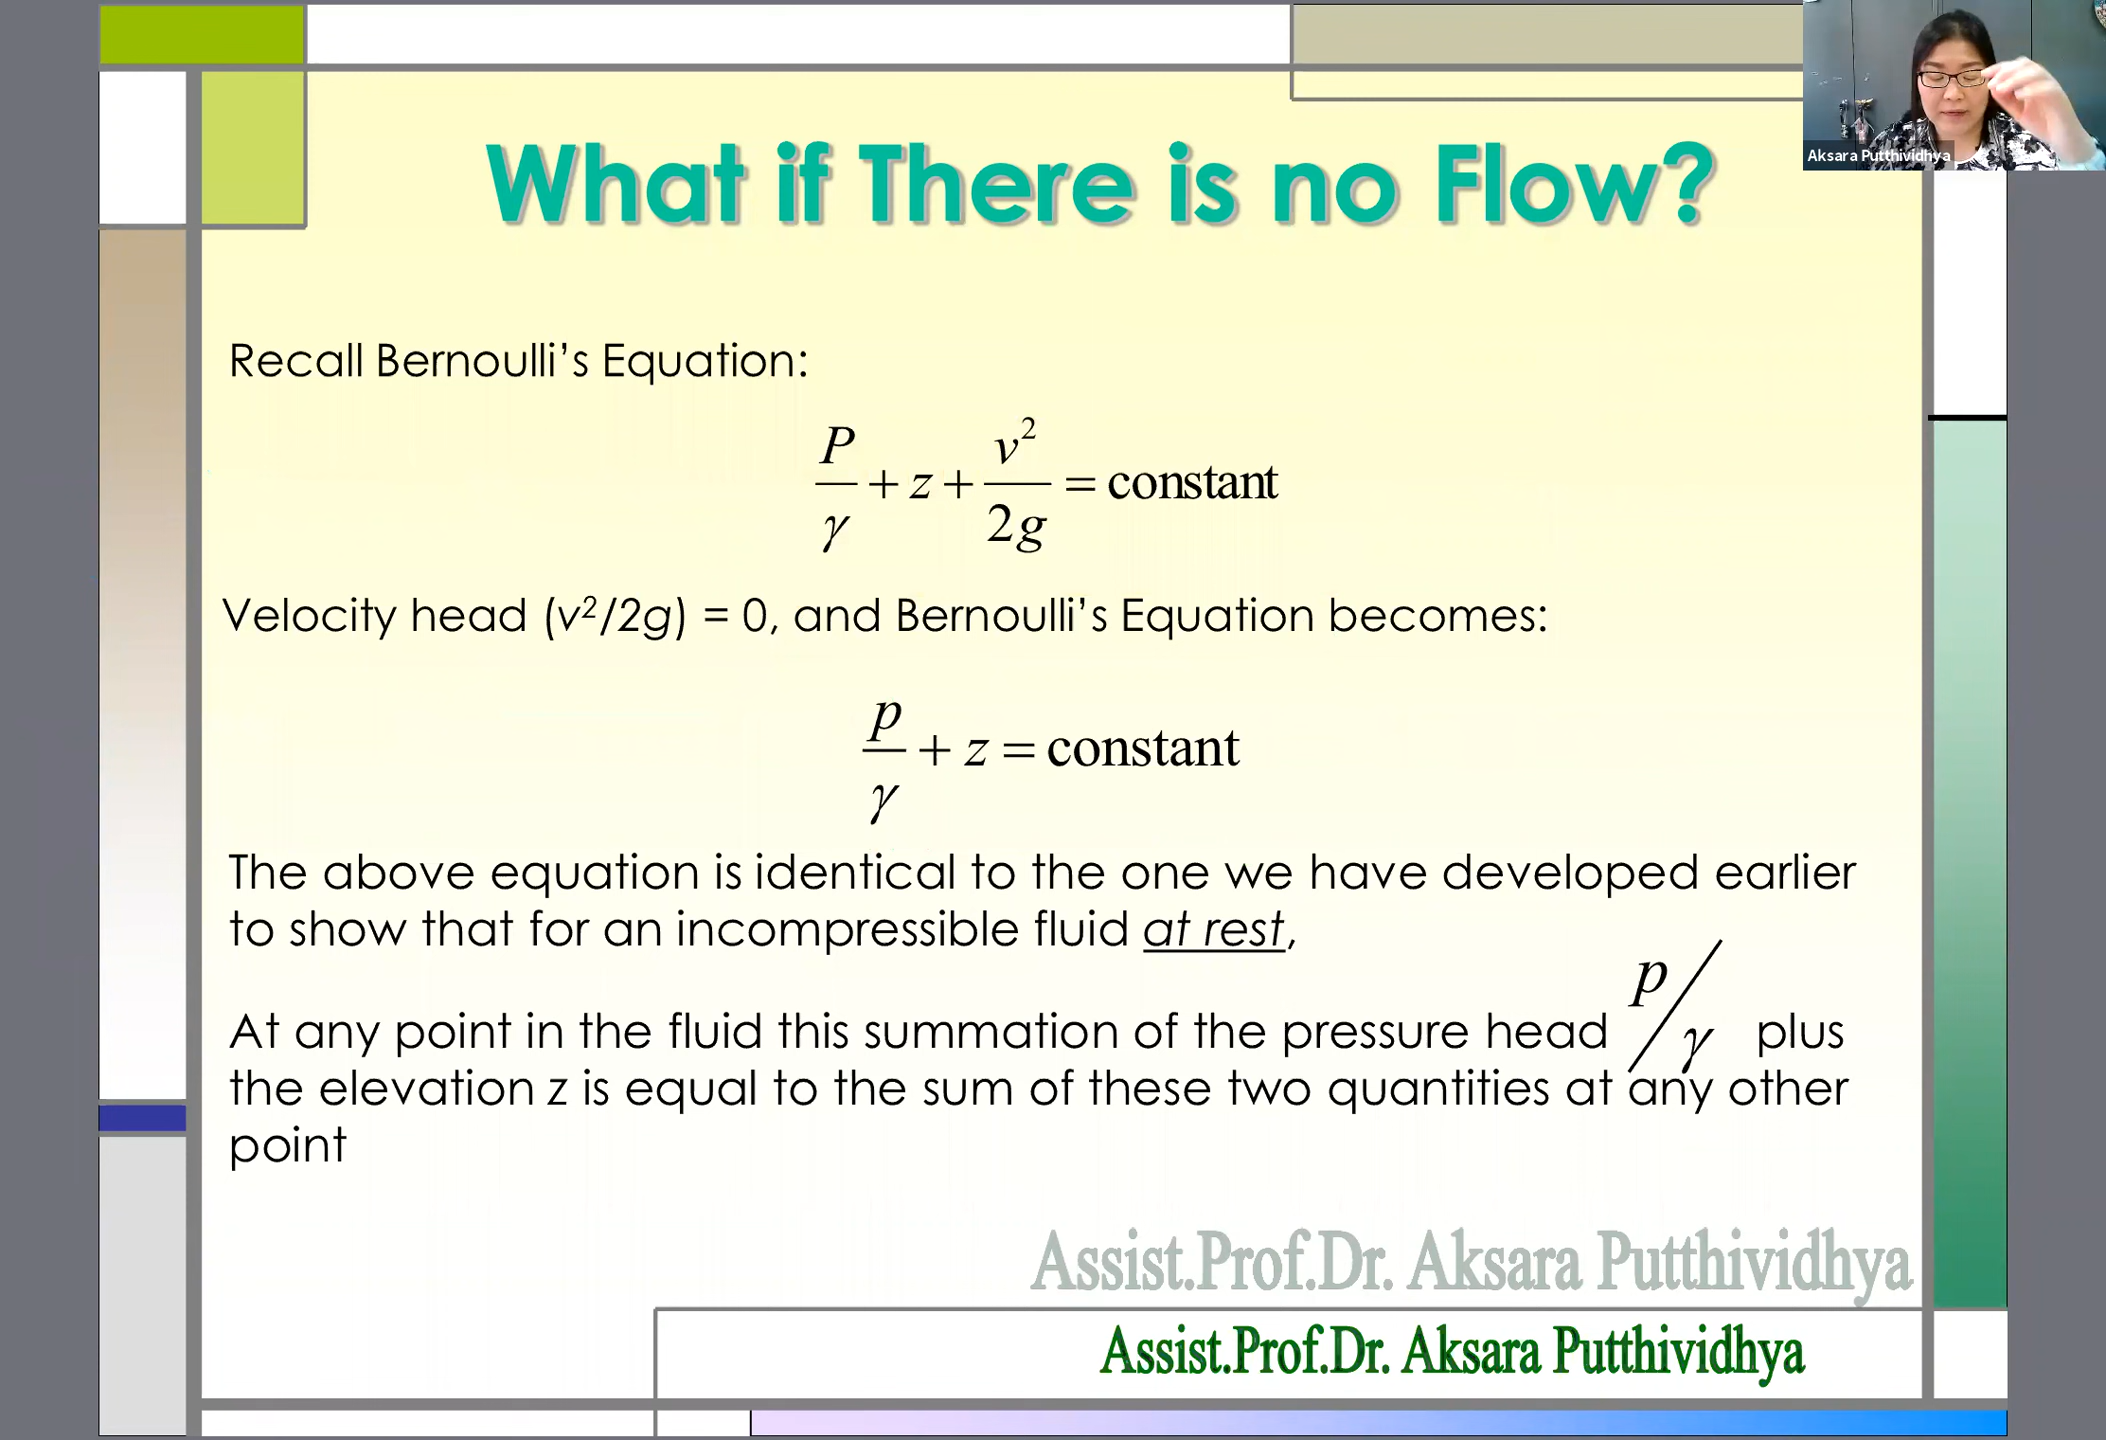 What if There is no Flow?
Aksara Putthividhya
Recall Bernoulli’s Equation:
P/γ + z + v²/2g = constant
Velocity head (v²/2g) = 0, and Bernoulli’s Equation becomes:
p/γ + z = constant
The above equation is identical to the one we have developed earlier
to show that for an incompressible fluid at rest,
At any point in the fluid this summation of the pressure head p/γ plus
the elevation z is equal to the sum of these two quantities at any other
point
Assist.Prof.Dr. Aksara Putthividhya
Assist.Prof.Dr. Aksara Putthividhya